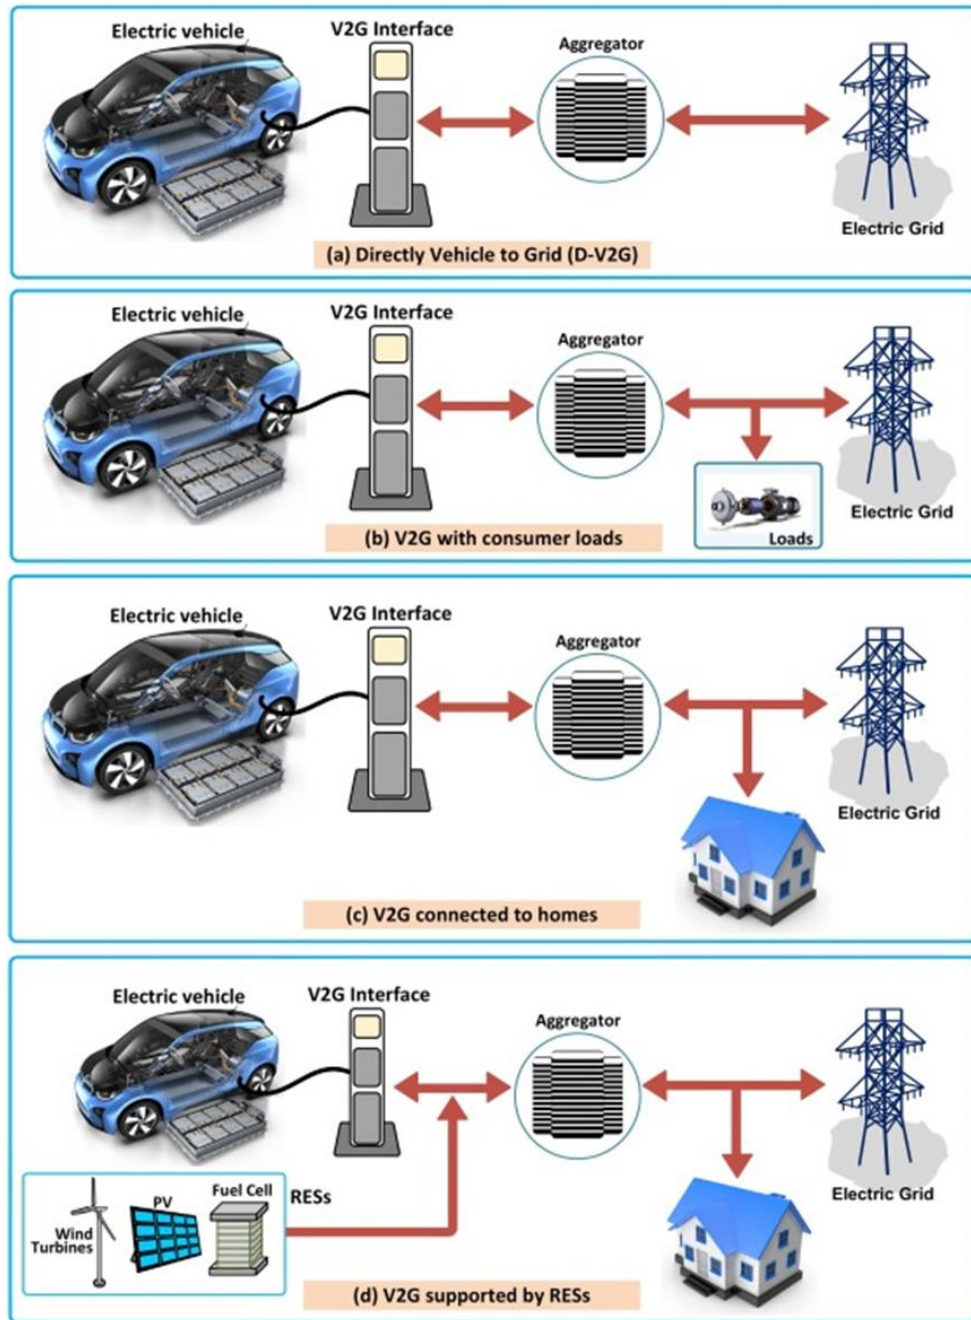 Electric vehicle
V2G Interface
Aggregator
Electric Grid
(a) Directly Vehicle to Grid (D-V2G)
Electric vehicle
V2G Interface
Aggregator
Electric Grid
Loads
(b) V2G with consumer loads
Electric vehicle
V2G Interface
Aggregator
Electric Grid
(c) V2G connected to homes
Electric vehicle
V2G Interface
Aggregator
Electric Grid
Wind
Turbines
PV
Fuel Cell
RESs
(d) V2G supported by RESs